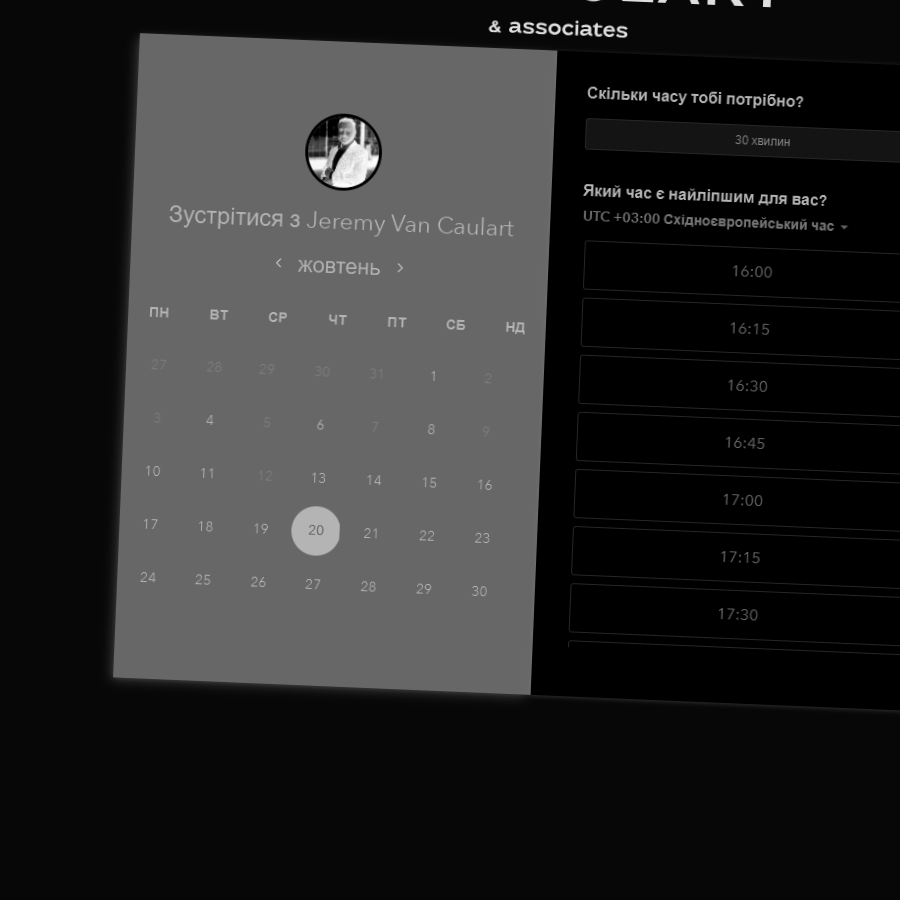 & associates
Зустрітися з Jeremy Van Caulart
жовтень
ПН ВТ СР ЧТ ПТ СБ НД
27 28 29 30 31 1 2
3 4 5 6 7 8 9
10 11 12 13 14 15 16
17 18 19 20 21 22 23
24 25 26 27 28 29 30
Скільки часу тобі потрібно?
30 хвилин
Який час є найліпшим для вас?
UTC +03:00 Східноєвропейський час
16:00
16:15
16:30
16:45
17:00
17:15
17:30